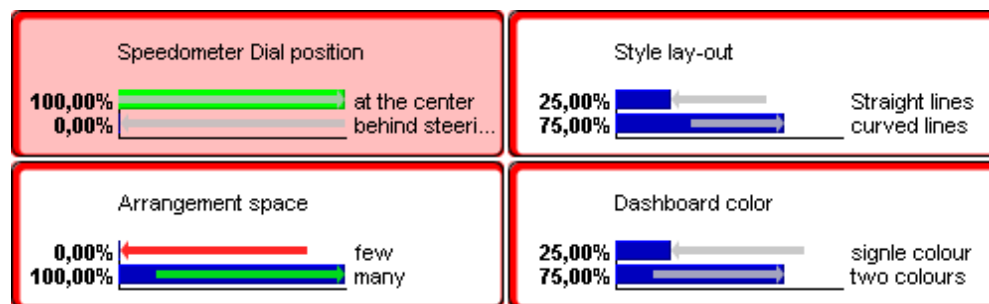 Speedometer Dial position
100,00% at the center
0,00% behind steeri...
Style lay-out
25,00% Straight lines
75,00% curved lines
Arrangement space
0,00% few
100,00% many
Dashboard color
25,00% signle colour
75,00% two colours